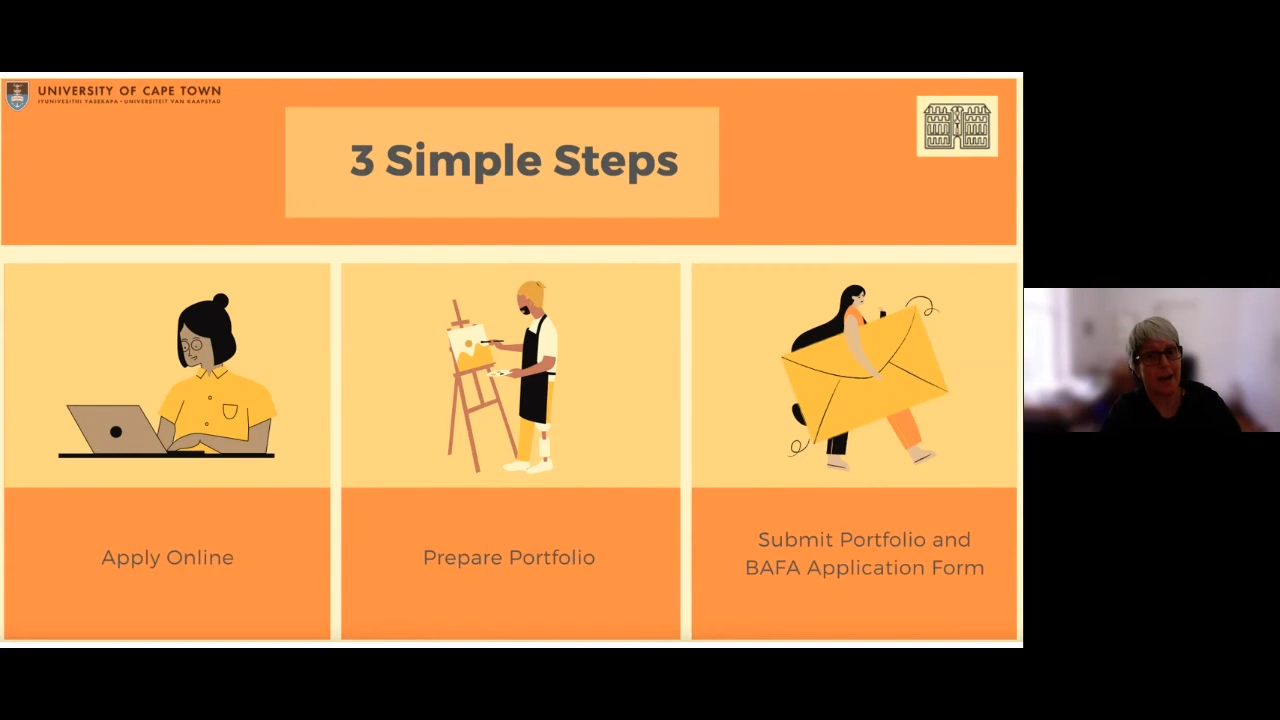 UNIVERSITY OF CAPE TOWN
IYUNIVESITHI YASEKAPA • UNIVERSITEIT VAN KAAPSTAD
3 Simple Steps
Apply Online
Prepare Portfolio
Submit Portfolio and
BAFA Application Form